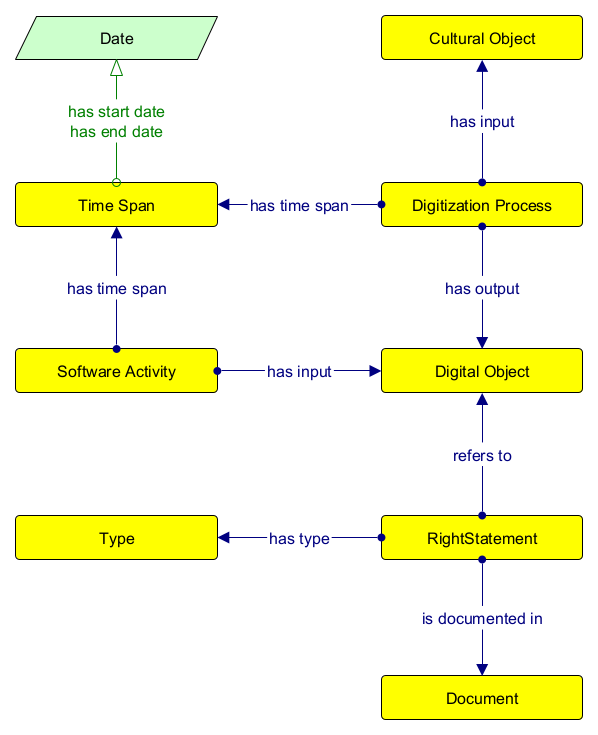 Date
Cultural Object
has start date
has end date
has input
Time Span
has time span
Digitization Process
has time span
has output
Software Activity
has input
Digital Object
refers to
Type
has type
RightStatement
is documented in
Document